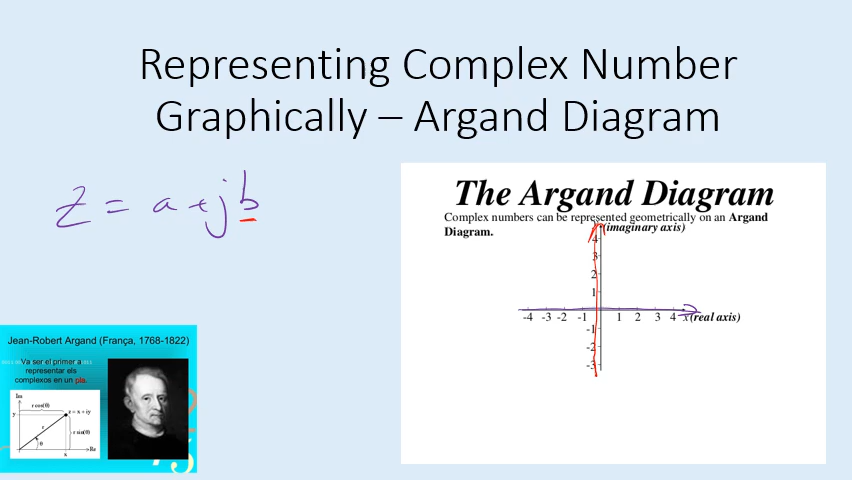 Representing Complex Number
Graphically – Argand Diagram
z = a + j b
The Argand Diagram
Complex numbers can be represented geometrically on an Argand
Diagram.
(imaginary axis)
4
3
2
1
-4 -3 -2 -1 1 2 3 4 x(real axis)
-1
-2
-3
Jean-Robert Argand (França, 1768-1822)
Va ser el primer a
representar els
complexos en un pla.
Im
r cos(θ)
y
z = x + iy
r
r sin(θ)
θ
x
Re